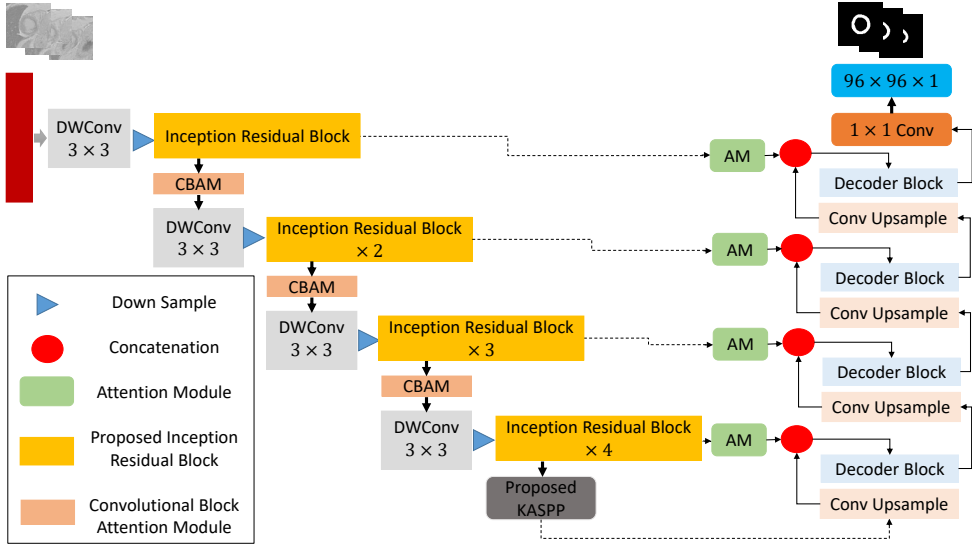 96 × 96 × 1
1 × 1 Conv
DWConv
3 × 3
Inception Residual Block
AM
Decoder Block
CBAM
Conv Upsample
DWConv
3 × 3
Inception Residual Block
× 2
AM
Decoder Block
CBAM
Conv Upsample
DWConv
3 × 3
Inception Residual Block
× 3
AM
Decoder Block
CBAM
Conv Upsample
DWConv
3 × 3
Inception Residual Block
× 4
AM
Decoder Block
Proposed
KASPP
Conv Upsample
Down Sample
Concatenation
Attention Module
Proposed Inception
Residual Block
Convolutional Block
Attention Module